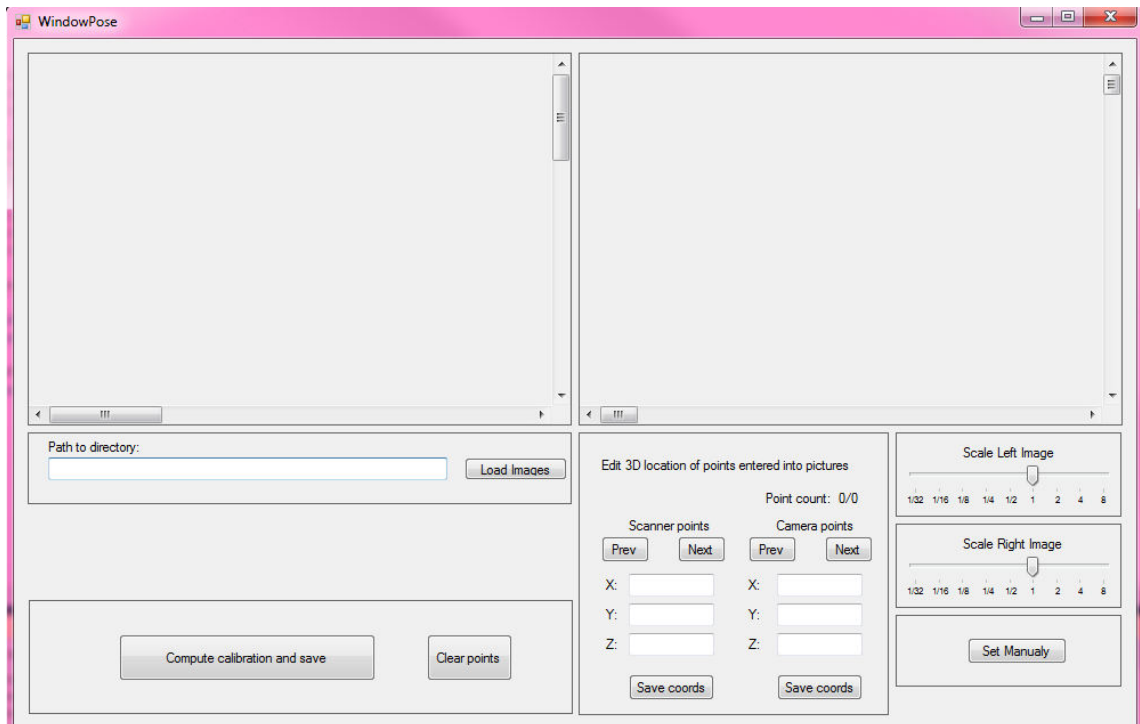 WindowPose
Path to directory:
Load Images
Edit 3D location of points entered into pictures
Point count: 0/0
Scanner points Camera points
Prev Next Prev Next
X: X:
Y: Y:
Z: Z:
Save coords Save coords
Scale Left Image
1/32 1/16 1/8 1/4 1/2 1 2 4 8
Scale Right Image
1/32 1/16 1/8 1/4 1/2 1 2 4 8
Set Manualy
Compute calibration and save Clear points